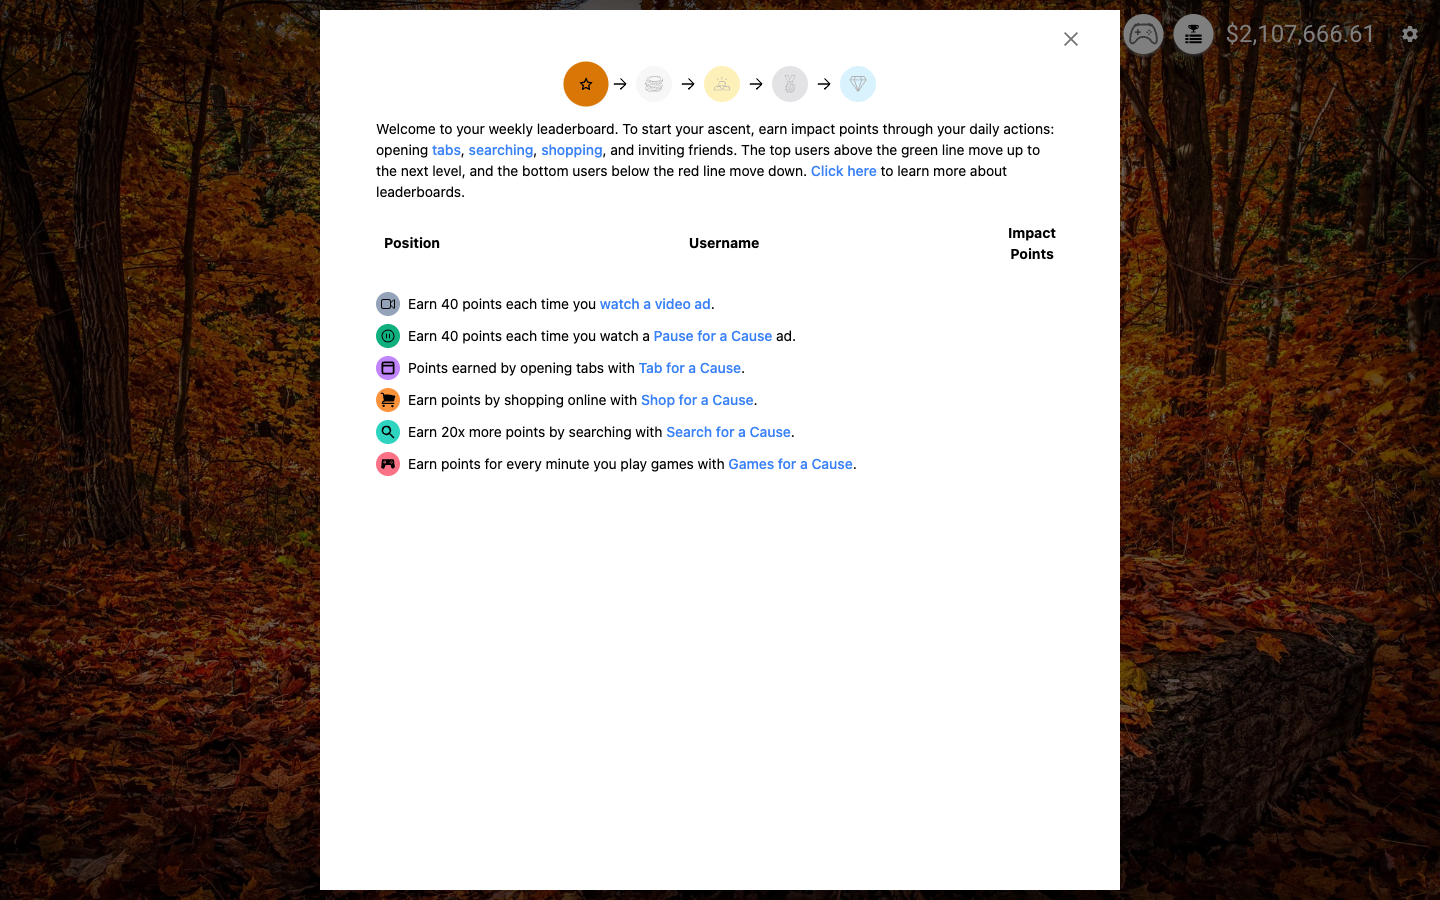 $2,107,666.61
Welcome to your weekly leaderboard. To start your ascent, earn impact points through your daily actions:
opening tabs, searching, shopping, and inviting friends. The top users above the green line move up to
the next level, and the bottom users below the red line move down. Click here to learn more about
leaderboards.
Position Username Impact
Points
Earn 40 points each time you watch a video ad.
Earn 40 points each time you watch a Pause for a Cause ad.
Points earned by opening tabs with Tab for a Cause.
Earn points by shopping online with Shop for a Cause.
Earn 20x more points by searching with Search for a Cause.
Earn points for every minute you play games with Games for a Cause.